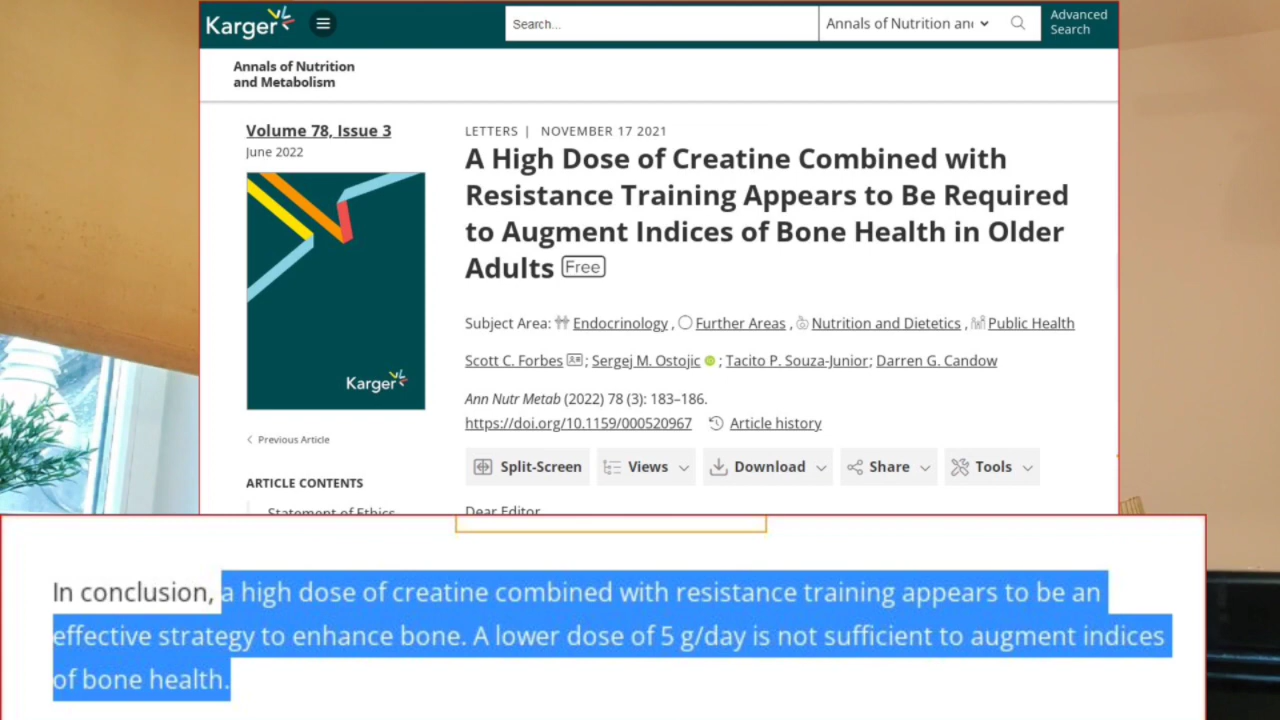 Karger
Search...
Annals of Nutrition an
Advanced
Search
Annals of Nutrition
and Metabolism
Volume 78, Issue 3
June 2022
Karger
Previous Article
ARTICLE CONTENTS
Statement of Ethics
LETTERS | NOVEMBER 17 2021
A High Dose of Creatine Combined with
Resistance Training Appears to Be Required
to Augment Indices of Bone Health in Older
Adults Free
Subject Area: Endocrinology , Further Areas , Nutrition and Dietetics , Public Health
Scott C. Forbes ; Sergej M. Ostojic ; Tacito P. Souza-Junior; Darren G. Candow
Ann Nutr Metab (2022) 78 (3): 183–186.
https://doi.org/10.1159/000520967 Article history
Split-Screen Views Download Share Tools
Dear Editor
In conclusion, a high dose of creatine combined with resistance training appears to be an
effective strategy to enhance bone. A lower dose of 5 g/day is not sufficient to augment indices
of bone health.